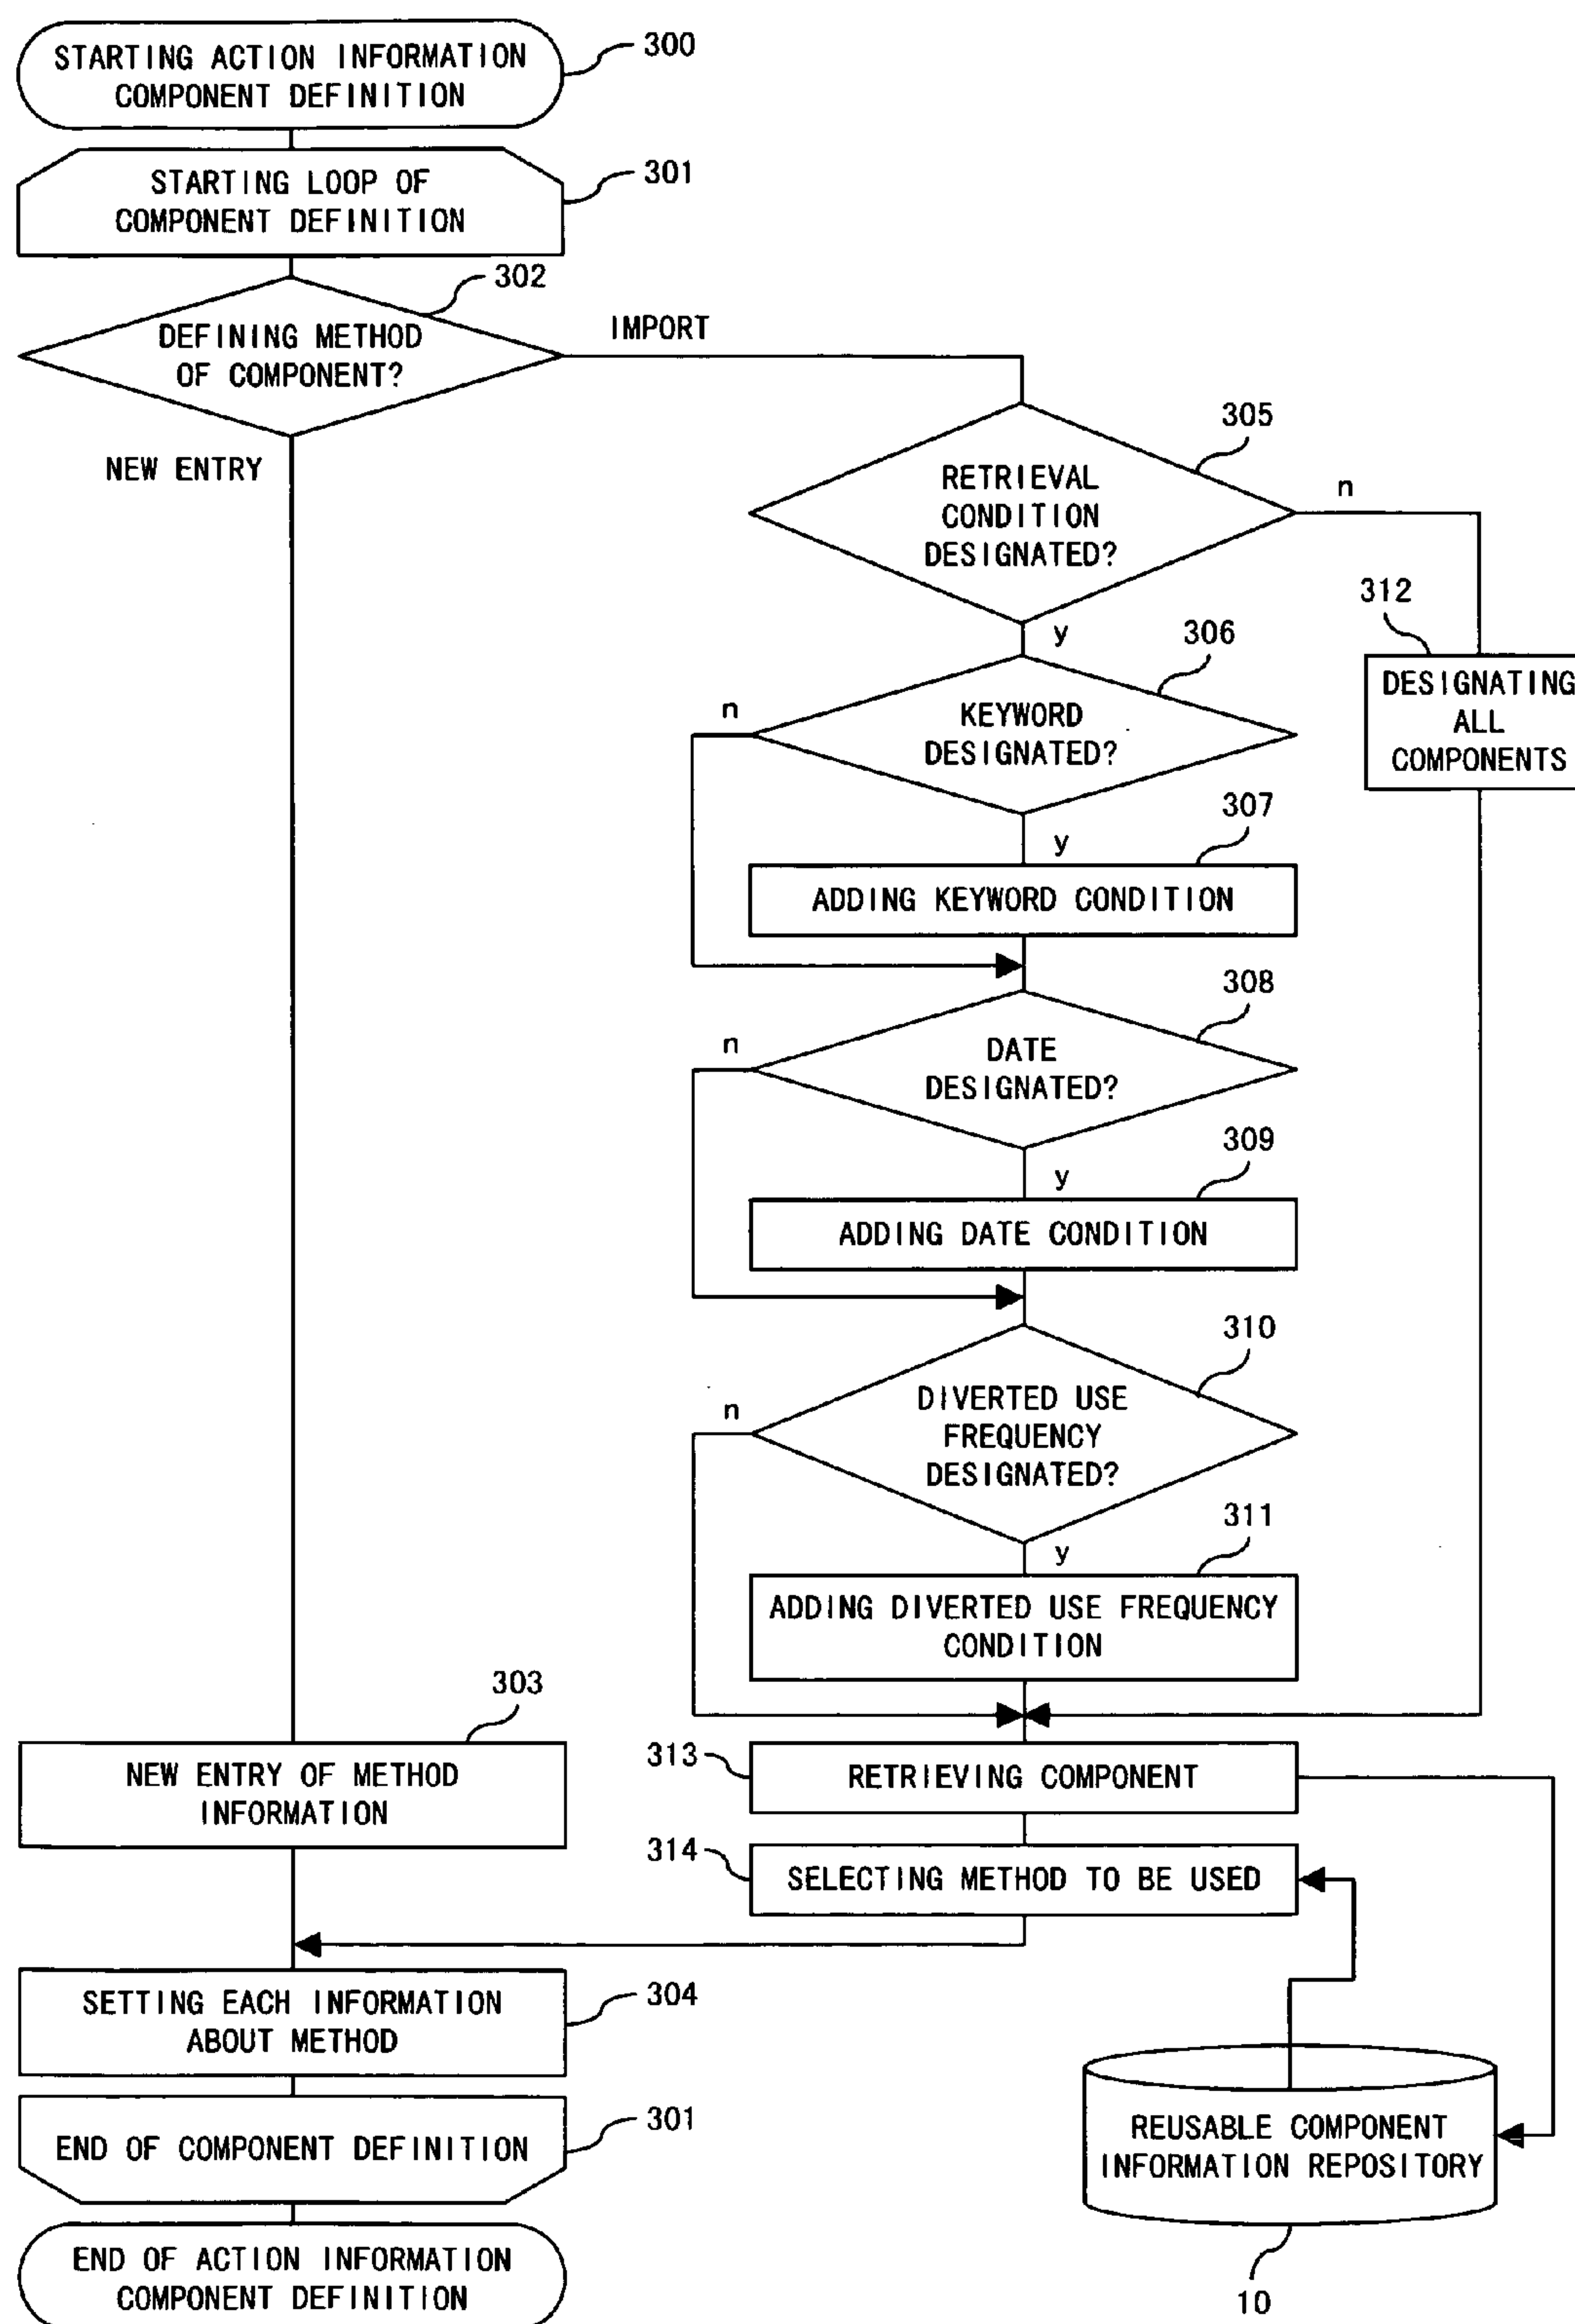 STARTING ACTION INFORMATION
COMPONENT DEFINITION
300
STARTING LOOP OF
COMPONENT DEFINITION
301
302
DEFINING METHOD
OF COMPONENT?
IMPORT
NEW ENTRY
305
RETRIEVAL
CONDITION
DESIGNATED?
n
y
312
DESIGNATING
ALL
COMPONENTS
306
n
KEYWORD
DESIGNATED?
y
307
ADDING KEYWORD CONDITION
308
n
DATE
DESIGNATED?
y
309
ADDING DATE CONDITION
310
n
DIVERTED USE
FREQUENCY
DESIGNATED?
y
311
ADDING DIVERTED USE FREQUENCY
CONDITION
303
NEW ENTRY OF METHOD
INFORMATION
313
RETRIEVING COMPONENT
314
SELECTING METHOD TO BE USED
SETTING EACH INFORMATION
ABOUT METHOD
304
END OF COMPONENT DEFINITION
301
REUSABLE COMPONENT
INFORMATION REPOSITORY
10
END OF ACTION INFORMATION
COMPONENT DEFINITION